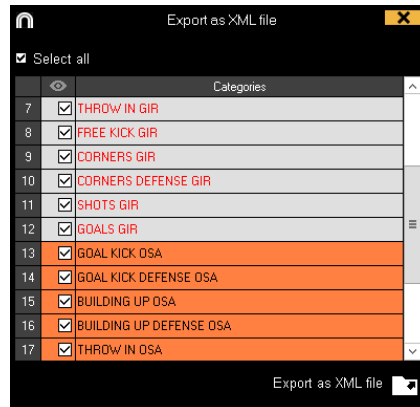 Export as XML file
Select all
Categories
7 THROW IN GIR
8 FREE KICK GIR
9 CORNERS GIR
10 CORNERS DEFENSE GIR
11 SHOTS GIR
12 GOALS GIR
13 GOAL KICK OSA
14 GOAL KICK DEFENSE OSA
15 BUILDING UP OSA
16 BUILDING UP DEFENSE OSA
17 THROW IN OSA
Export as XML file